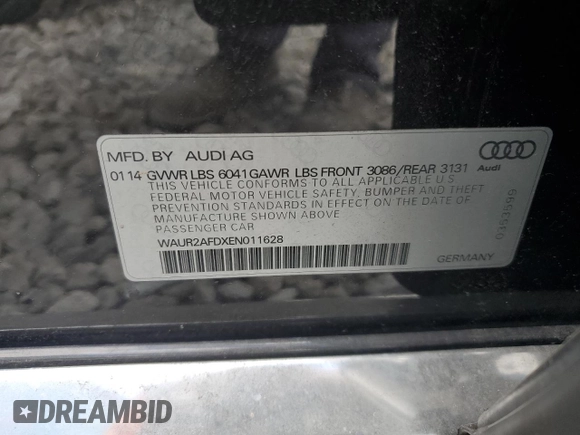 MFD. BY AUDI AG
01 14 GVWR LBS 6041 GAWR LBS FRONT 3086/REAR 3131
Audi
THIS VEHICLE CONFORMS TO ALL APPLICABLE U.S
FEDERAL MOTOR VEHICLE SAFETY, BUMPER AND THEFT
PREVENTION STANDARDS IN EFFECT ON THE DATE OF
MANUFACTURE SHOWN ABOVE
PASSENGER CAR
WAUR2AFDXEN011628
GERMANY
DREAMBID